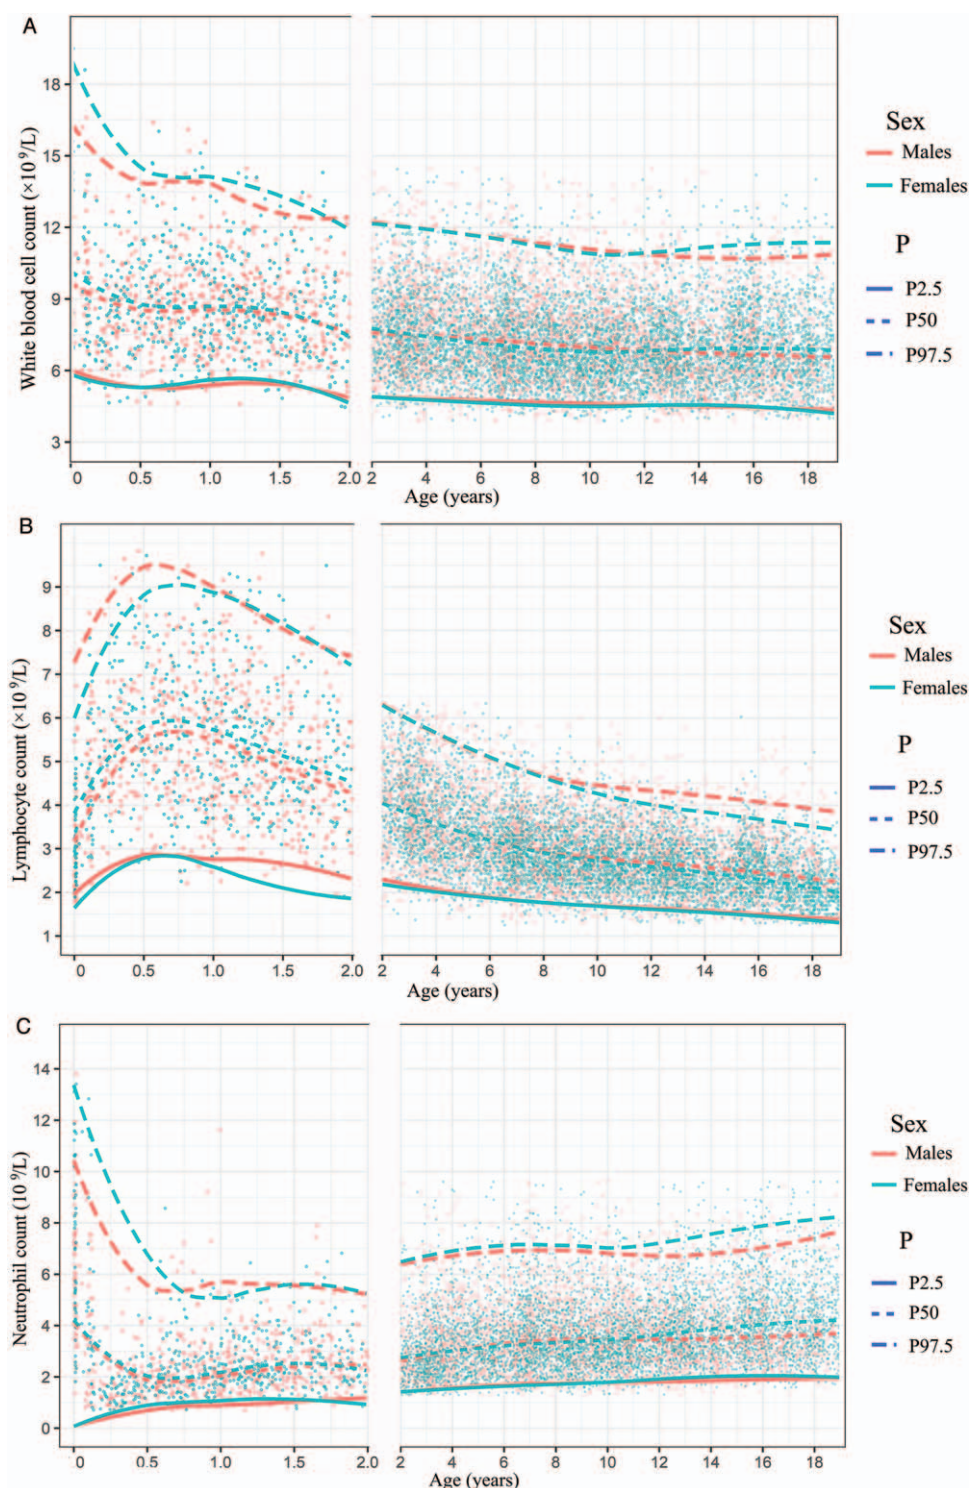 A
White blood cell count (×10⁹/L)
18
15
12
9
6
3
0 0.5 1.0 1.5 2.0 2 4 6 8 10 12 14 16 18
Age (years)
Sex
Males
Females
P
P2.5
P50
P97.5
B
Lymphocyte count (×10⁹/L)
9
8
7
6
5
4
3
2
1
0 0.5 1.0 1.5 2.0 2 4 6 8 10 12 14 16 18
Age (years)
Sex
Males
Females
P
P2.5
P50
P97.5
C
Neutrophil count (10⁹/L)
14
12
10
8
6
4
2
0
0 0.5 1.0 1.5 2.0 2 4 6 8 10 12 14 16 18
Age (years)
Sex
Males
Females
P
P2.5
P50
P97.5